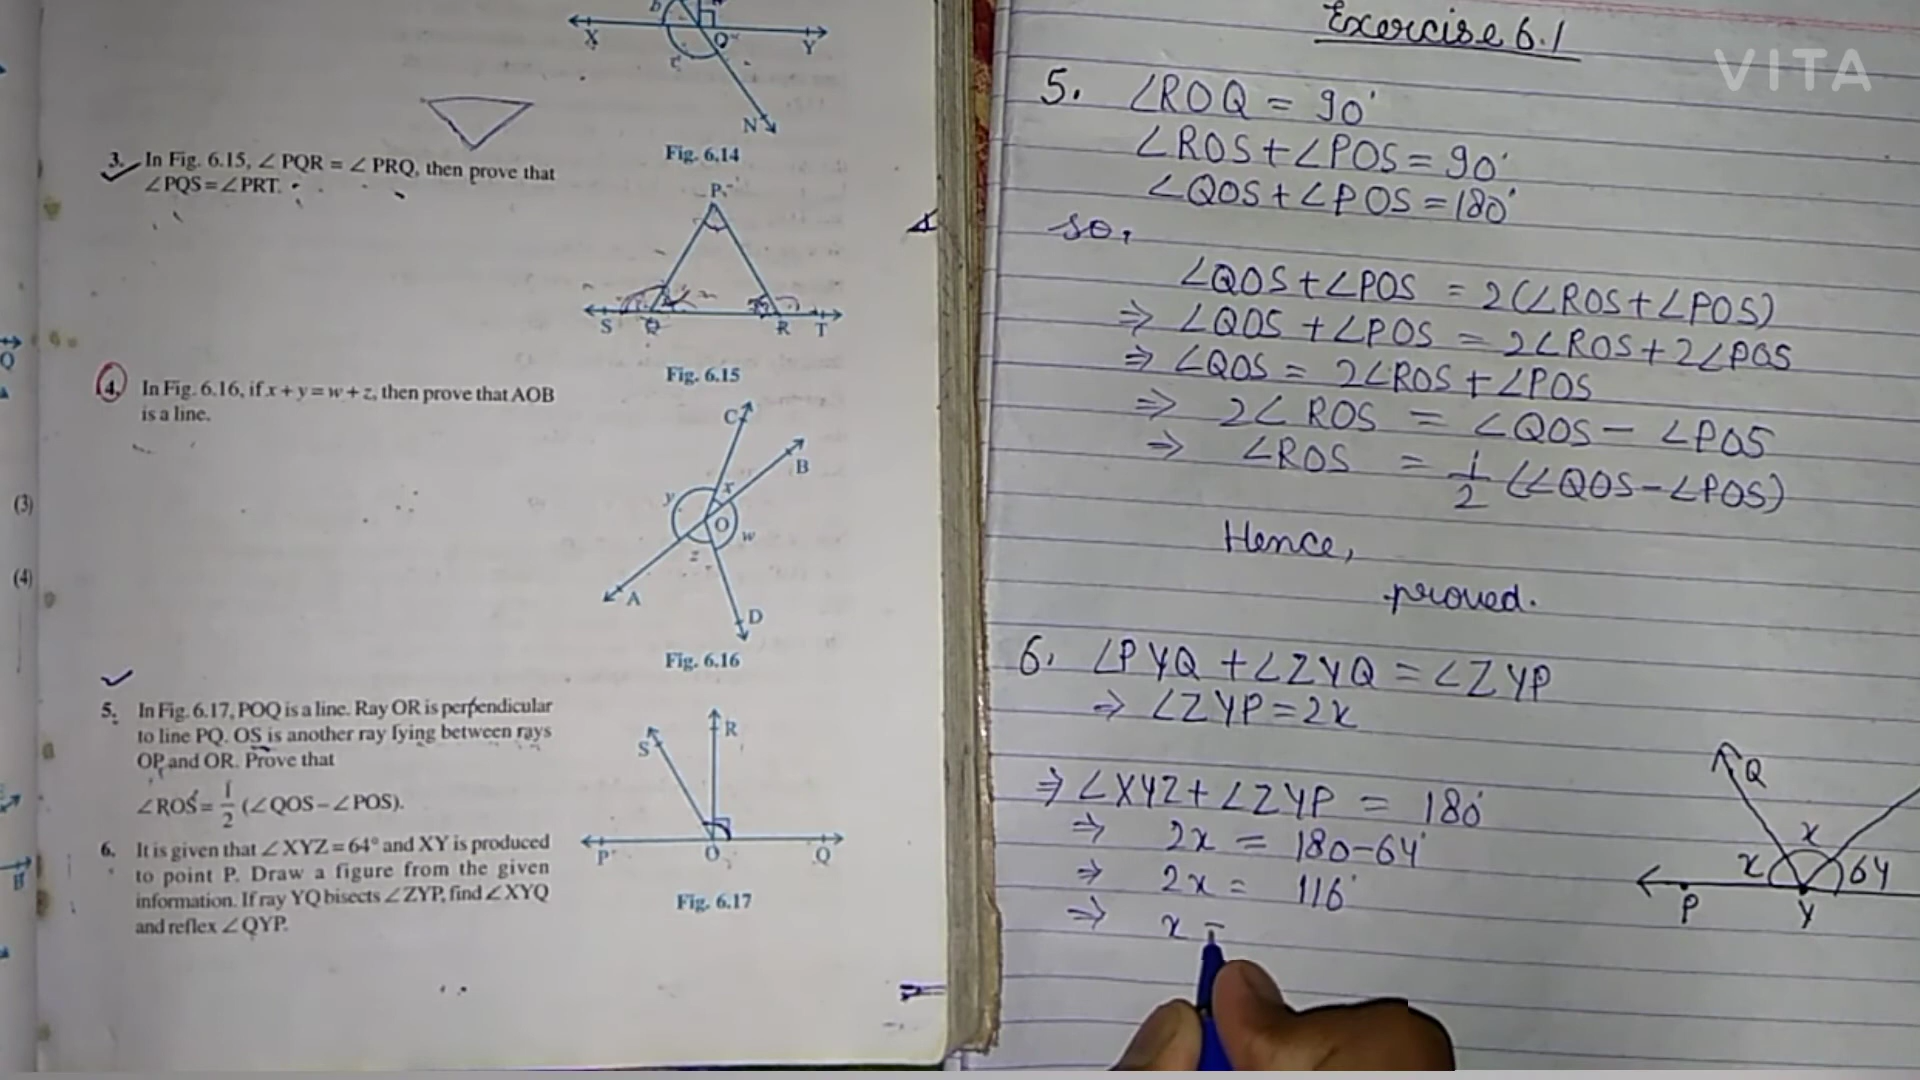 X
O
Y
b
c
N
Fig. 6.14
3. In Fig. 6.15, ∠ PQR = ∠ PRQ, then prove that
∠PQS = ∠PRT.
P
S
Q
R
T
Fig. 6.15
4. In Fig. 6.16, if x + y = w + z, then prove that AOB
is a line.
C
B
x
y
O
w
z
A
D
Fig. 6.16
(3)
(4)
Q
5. In Fig. 6.17, POQ is a line. Ray OR is perpendicular
to line PQ. OS is another ray lying between rays
OP and OR. Prove that
∠ROS = 1/2 (∠QOS – ∠POS).
R
S
P
O
Q
Fig. 6.17
6. It is given that ∠XYZ = 64° and XY is produced
to point P. Draw a figure from the given
information. If ray YQ bisects ∠ZYP, find ∠XYQ
and reflex ∠QYP.
B
Exercise 6.1
VITA
5. ∠ROQ = 90°
∠ROS + ∠POS = 90°
∠QOS + ∠POS = 180°
so,
∠QOS + ∠POS = 2(∠ROS + ∠POS)
⇒ ∠QOS + ∠POS = 2∠ROS + 2∠POS
⇒ ∠QOS = 2∠ROS + ∠POS
⇒ 2∠ROS = ∠QOS – ∠POS
⇒ ∠ROS = 1/2 (∠QOS – ∠POS)
Hence,
proved.
6. ∠PYQ + ∠ZYQ = ∠ZYP
⇒ ∠ZYP = 2x
⇒ ∠XYZ + ∠ZYP = 180°
⇒ 2x = 180 – 64°
⇒ 2x = 116°
⇒ x =
Q
x
x
64
P
Y